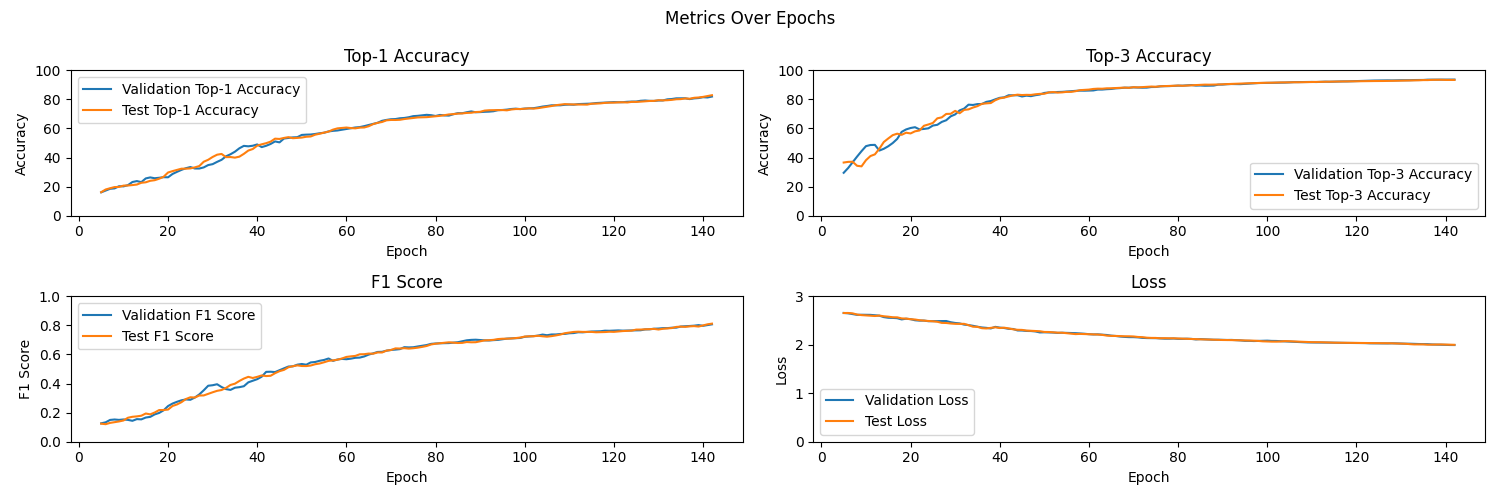 Metrics Over Epochs
Top-1 Accuracy
Accuracy
100
80
60
40
20
0
Validation Top-1 Accuracy
Test Top-1 Accuracy
0 20 40 60 80 100 120 140
Epoch
Top-3 Accuracy
Accuracy
100
80
60
40
20
0
Validation Top-3 Accuracy
Test Top-3 Accuracy
0 20 40 60 80 100 120 140
Epoch
F1 Score
F1 Score
1.0
0.8
0.6
0.4
0.2
0.0
Validation F1 Score
Test F1 Score
0 20 40 60 80 100 120 140
Epoch
Loss
Loss
3
2
1
0
Validation Loss
Test Loss
0 20 40 60 80 100 120 140
Epoch